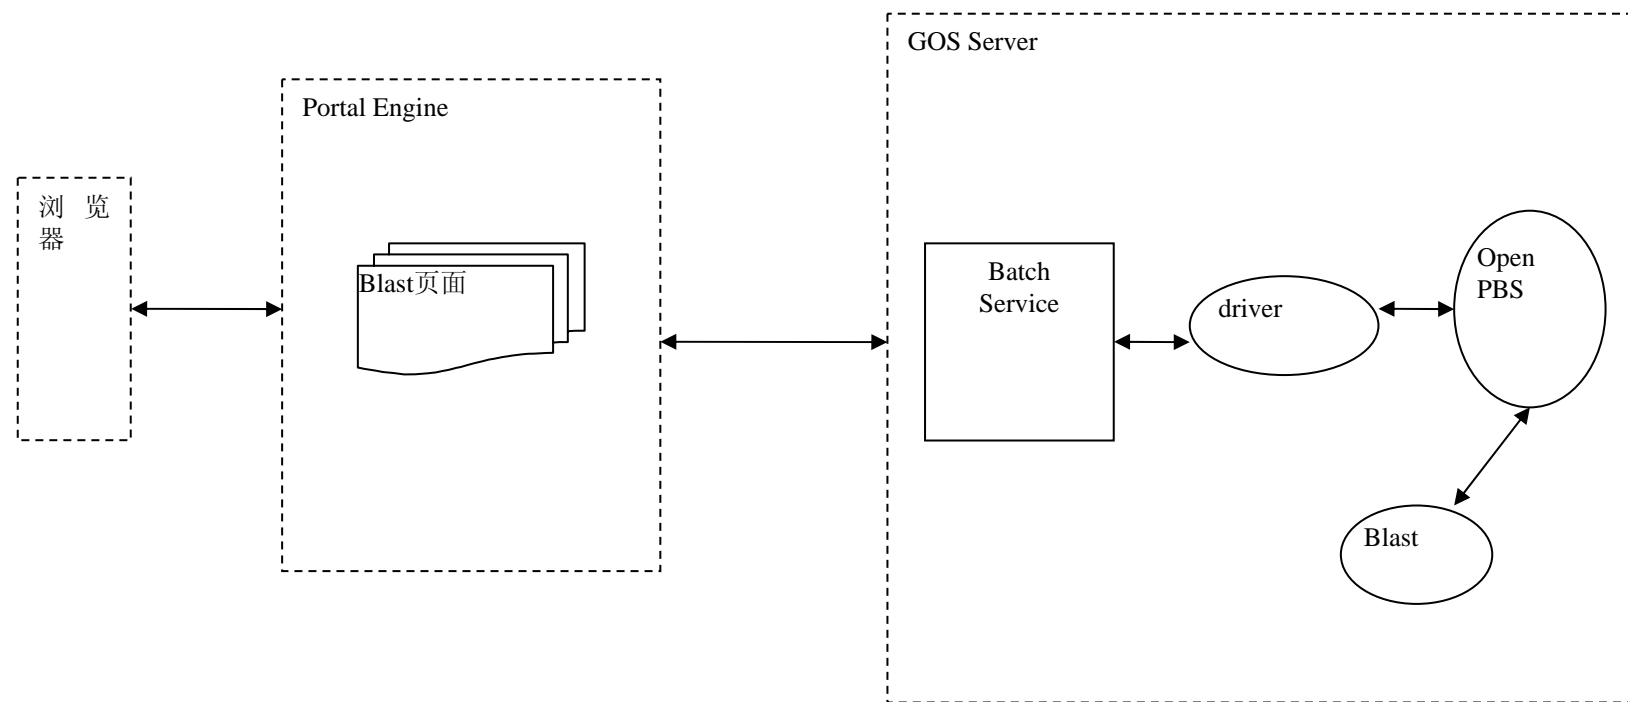 GOS Server
Portal Engine
浏 览
器
Blast页面
Batch
Service
driver
Open
PBS
Blast